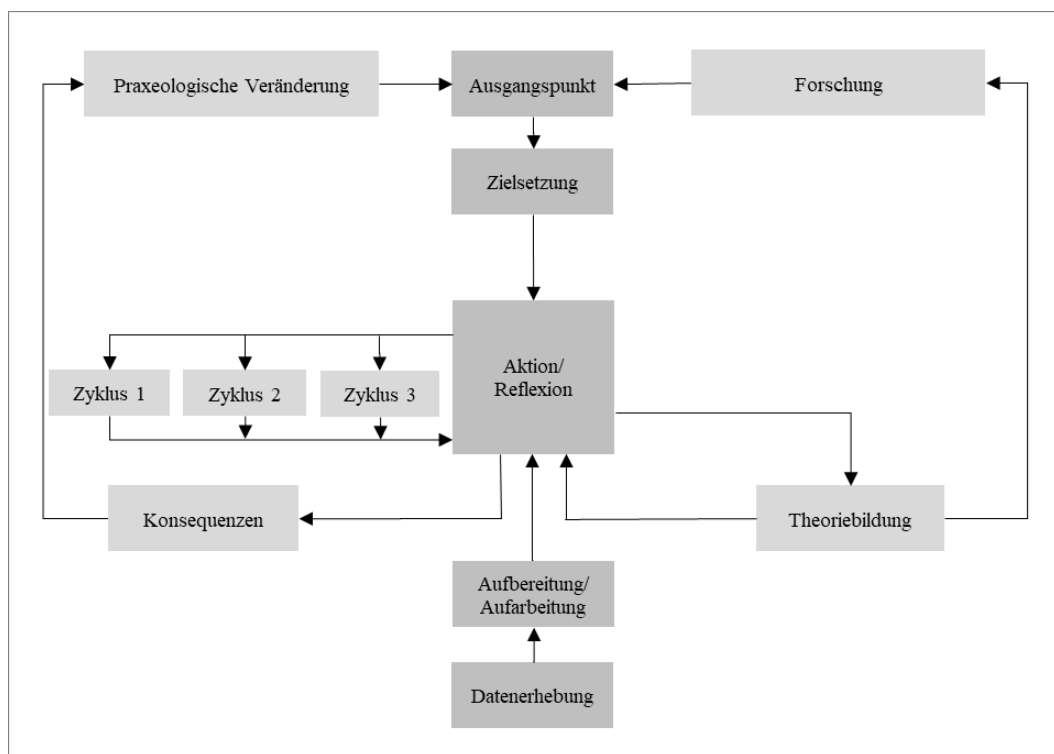 Praxeologische Veränderung
Ausgangspunkt
Forschung
Zielsetzung
Aktion/
Reflexion
Zyklus 1
Zyklus 2
Zyklus 3
Konsequenzen
Theoriebildung
Aufbereitung/
Aufarbeitung
Datenerhebung